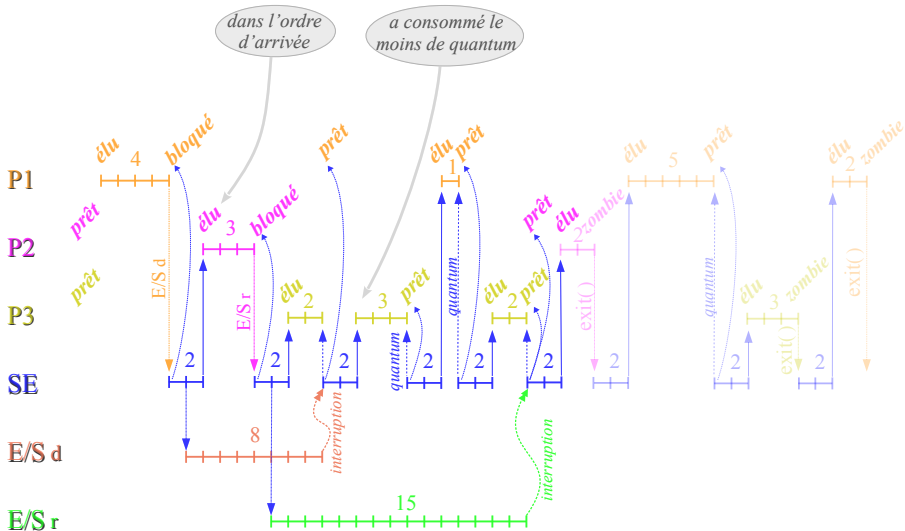 dans l'ordre
d'arrivée
a consommé le
moins de quantum
P1
élu
4
bloqué
prêt
élu
1
prêt
élu
5
prêt
élu
2
zombie
P2
prêt
élu
3
bloqué
prêt
élu
2
zombie
P3
prêt
élu
2
3
prêt
élu
2
prêt
élu
3
zombie
E/S d
E/S r
quantum
quantum
exit()
quantum
exit()
exit()
SE
2
2
2
2
2
2
2
2
2
E/S d
8
interruption
interruption
E/S r
15